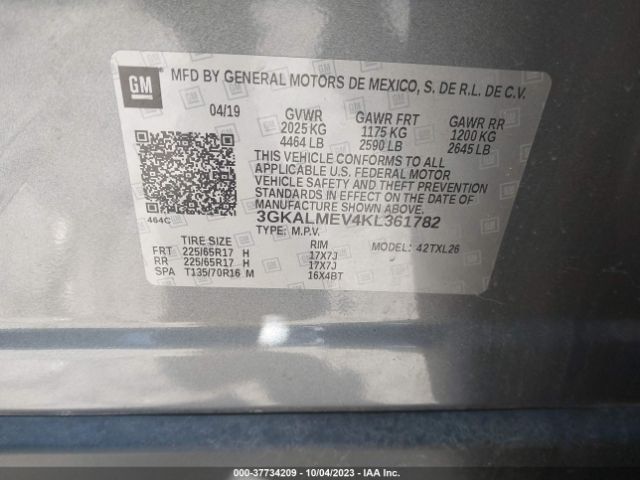 GM
MFD BY GENERAL MOTORS DE MEXICO, S. DE R.L. DE C.V.
04/19 GVWR GAWR FRT GAWR RR
2025 KG 1175 KG 1200 KG
4464 LB 2590 LB 2645 LB
THIS VEHICLE CONFORMS TO ALL
APPLICABLE U.S. FEDERAL MOTOR
VEHICLE SAFETY AND THEFT PREVENTION
STANDARDS IN EFFECT ON THE DATE OF
MANUFACTURE SHOWN ABOVE.
464C 3GKALMEV4KL361782
TYPE: M.P.V. MODEL: 42TXL26
TIRE SIZE RIM
FRT 225/65R17 H 17X7J
RR 225/65R17 H 17X7J
SPA T135/70R16 M 16X4BT
000-37734209 - 10/04/2023 - IAAI.COM